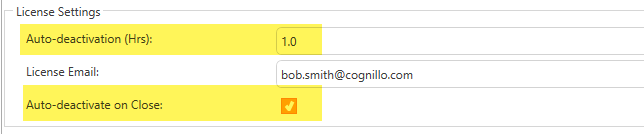 License Settings
Auto-deactivation (Hrs): 1.0
License Email: bob.smith@cognillo.com
Auto-deactivate on Close: